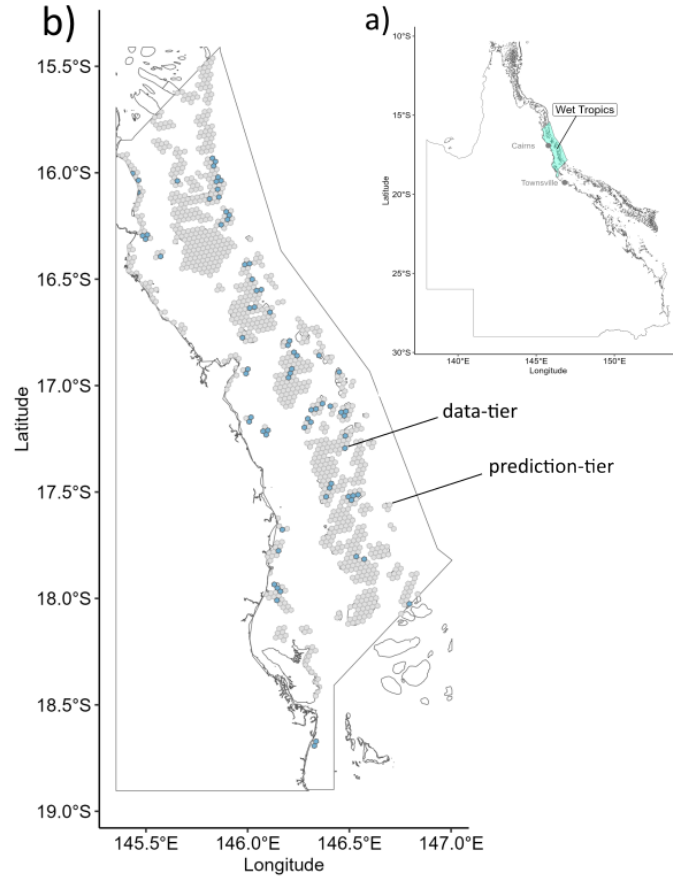 b)
15.5°S
16.0°S
16.5°S
17.0°S
17.5°S
18.0°S
18.5°S
19.0°S
Latitude
145.5°E
146.0°E
146.5°E
147.0°E
Longitude
data-tier
prediction-tier
a)
10°S
15°S
20°S
25°S
30°S
Latitude
Wet Tropics
Cairns
Townsville
140°E
145°E
150°E
Longitude